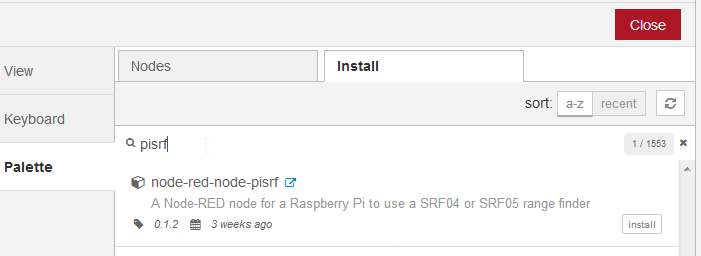 Close
View
Keyboard
Palette
Nodes
Install
sort: a-z recent
pisrf
1 / 1553
node-red-node-pisrf
A Node-RED node for a Raspberry Pi to use a SRF04 or SRF05 range finder
0.1.2 3 weeks ago
install